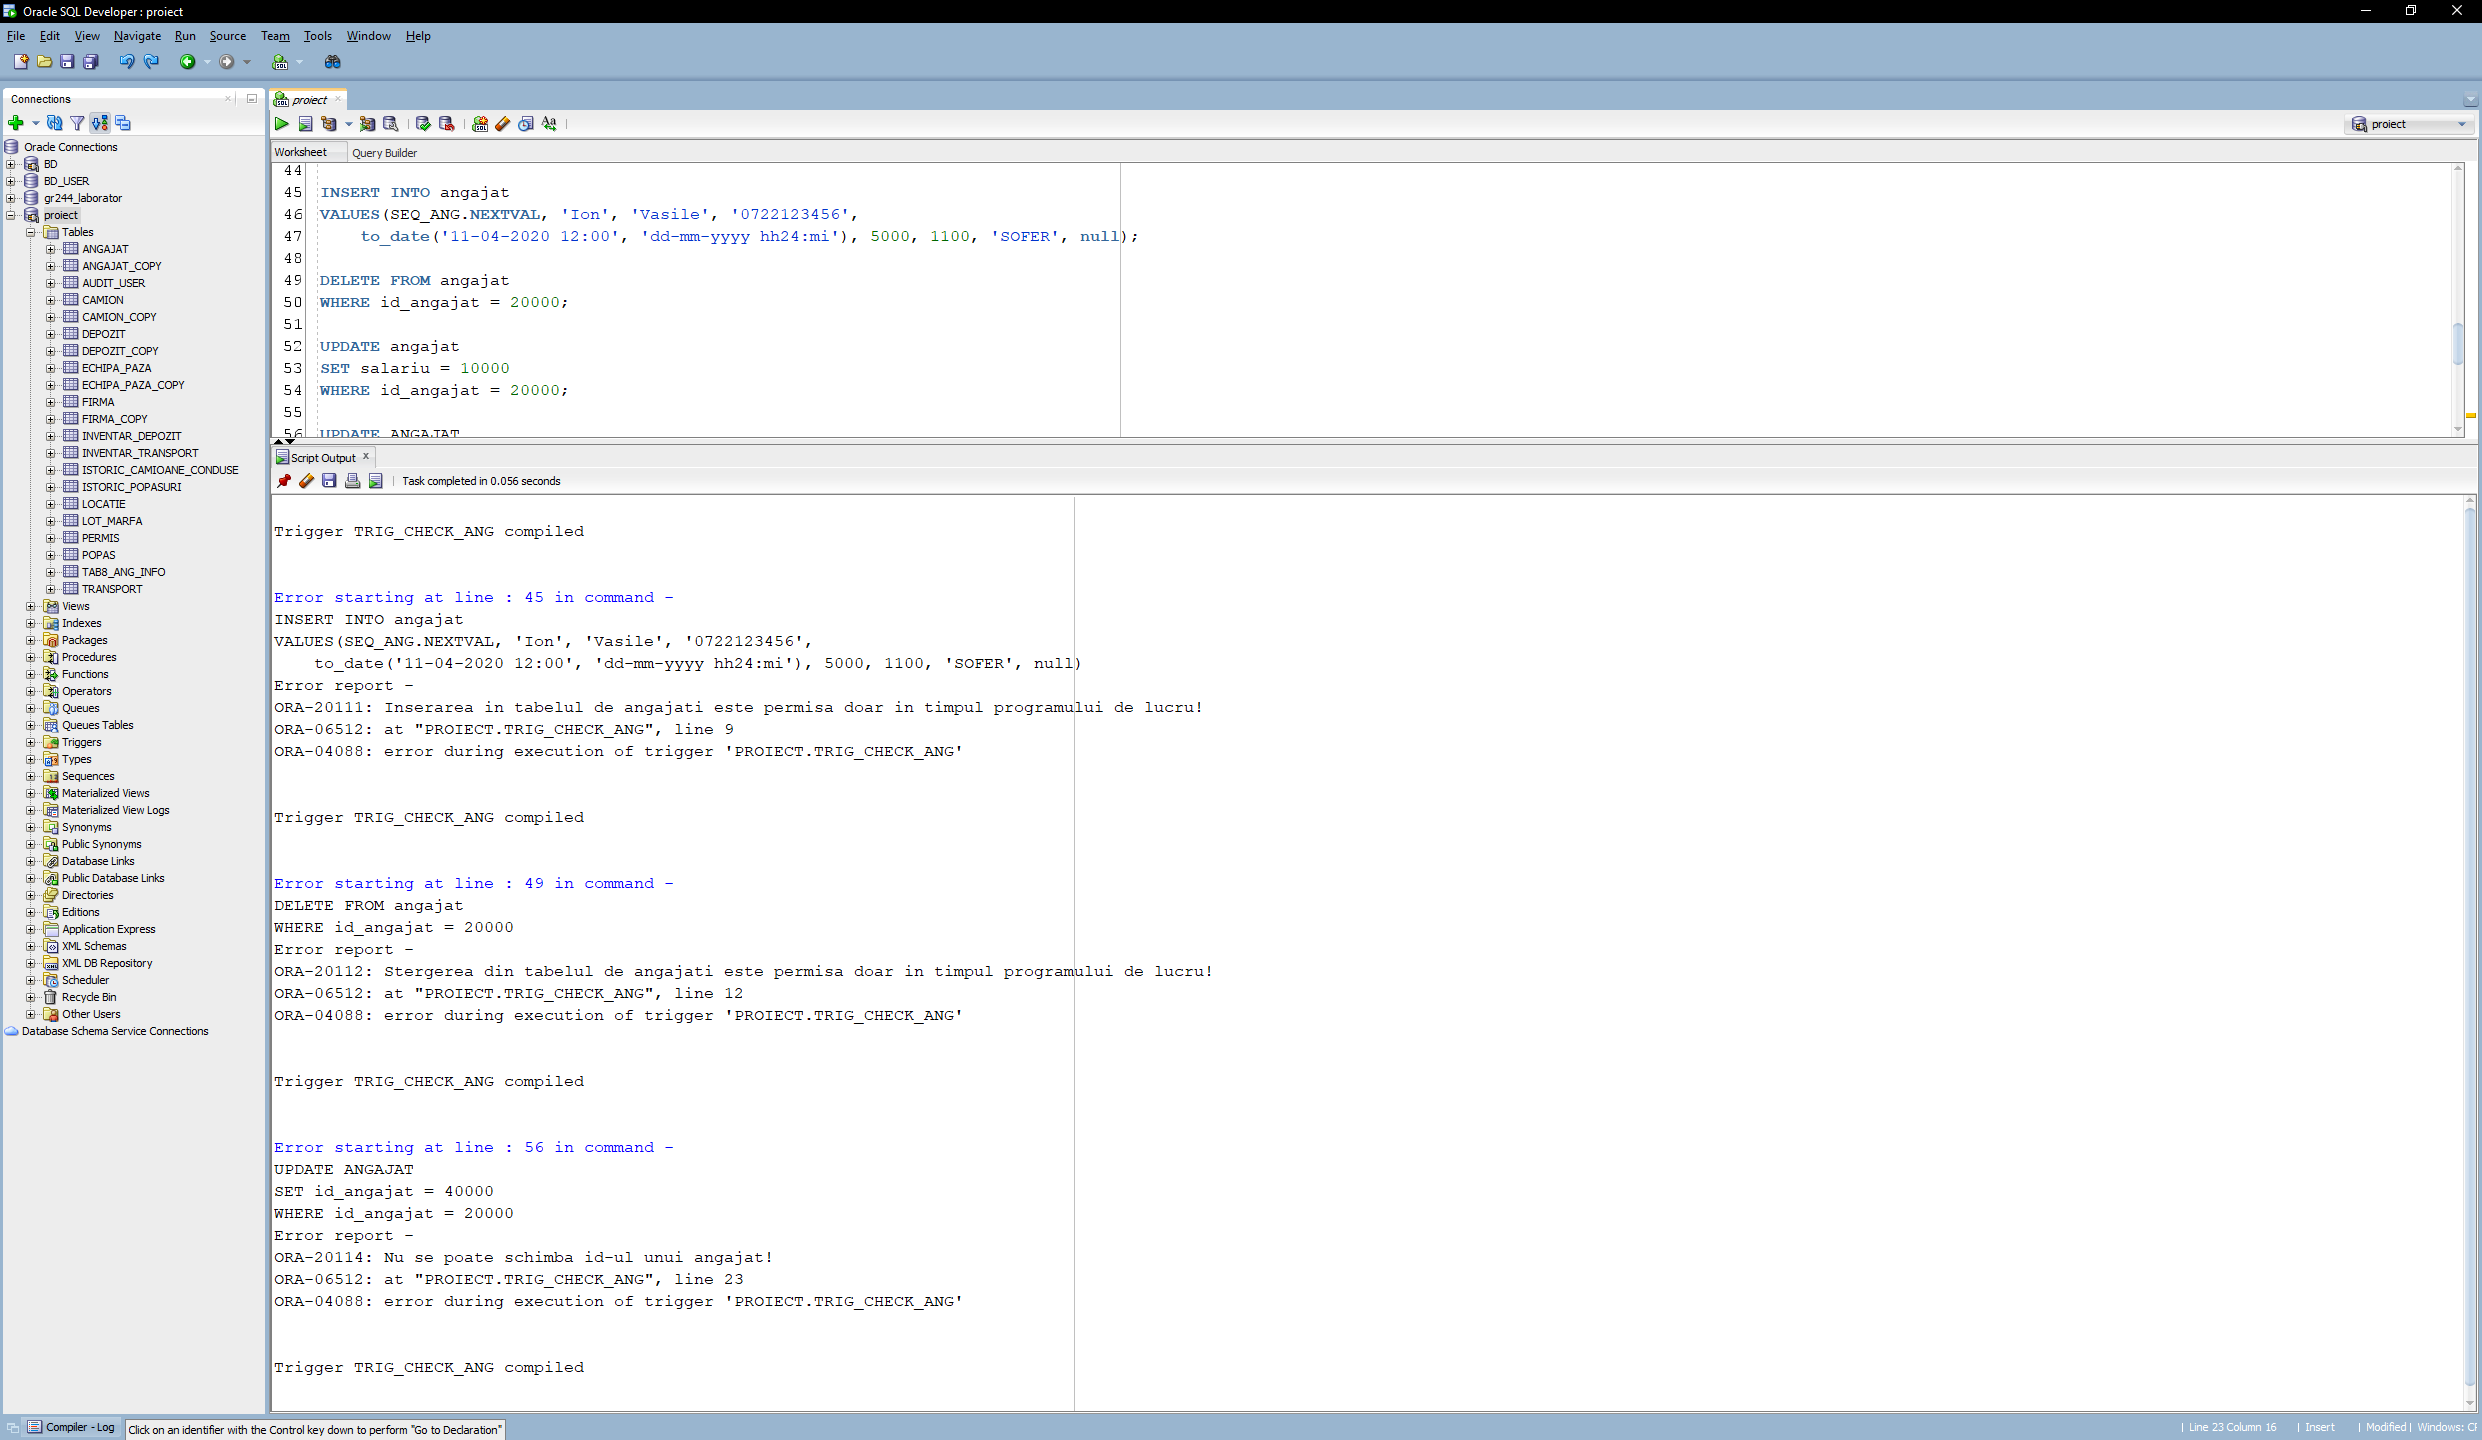 Oracle SQL Developer : proiect
File Edit View Navigate Run Source Team Tools Window Help
Connections
Oracle Connections
BD
BD_USER
gr244_laborator
proiect
Tables
ANGAJAT
ANGAJAT_COPY
AUDIT_USER
CAMION
CAMION_COPY
DEPOZIT
DEPOZIT_COPY
ECHIPA_PAZA
ECHIPA_PAZA_COPY
FIRMA
FIRMA_COPY
INVENTAR_DEPOZIT
INVENTAR_TRANSPORT
ISTORIC_CAMIOANE_CONDUSE
ISTORIC_POPASURI
LOCATIE
LOT_MARFA
PERMIS
POPAS
TAB8_ANG_INFO
TRANSPORT
Views
Indexes
Packages
Procedures
Functions
Operators
Queues
Queues Tables
Triggers
Types
Sequences
Materialized Views
Materialized View Logs
Synonyms
Public Synonyms
Database Links
Public Database Links
Directories
Editions
Application Express
XML Schemas
XML DB Repository
Scheduler
Recycle Bin
Other Users
Database Schema Service Connections
proiect
proiect
Worksheet Query Builder
44
45 INSERT INTO angajat
46 VALUES(SEQ_ANG.NEXTVAL, 'Ion', 'Vasile', '0722123456',
47 to_date('11-04-2020 12:00', 'dd-mm-yyyy hh24:mi'), 5000, 1100, 'SOFER', null);
48
49 DELETE FROM angajat
50 WHERE id_angajat = 20000;
51
52 UPDATE angajat
53 SET salariu = 10000
54 WHERE id_angajat = 20000;
55
56 UPDATE ANGAJAT
Script Output
Task completed in 0.056 seconds
Trigger TRIG_CHECK_ANG compiled
Error starting at line : 45 in command -
INSERT INTO angajat
VALUES(SEQ_ANG.NEXTVAL, 'Ion', 'Vasile', '0722123456',
to_date('11-04-2020 12:00', 'dd-mm-yyyy hh24:mi'), 5000, 1100, 'SOFER', null)
Error report -
ORA-20111: Inserarea in tabelul de angajati este permisa doar in timpul programului de lucru!
ORA-06512: at "PROIECT.TRIG_CHECK_ANG", line 9
ORA-04088: error during execution of trigger 'PROIECT.TRIG_CHECK_ANG'
Trigger TRIG_CHECK_ANG compiled
Error starting at line : 49 in command -
DELETE FROM angajat
WHERE id_angajat = 20000
Error report -
ORA-20112: Stergerea din tabelul de angajati este permisa doar in timpul programului de lucru!
ORA-06512: at "PROIECT.TRIG_CHECK_ANG", line 12
ORA-04088: error during execution of trigger 'PROIECT.TRIG_CHECK_ANG'
Trigger TRIG_CHECK_ANG compiled
Error starting at line : 56 in command -
UPDATE ANGAJAT
SET id_angajat = 40000
WHERE id_angajat = 20000
Error report -
ORA-20114: Nu se poate schimba id-ul unui angajat!
ORA-06512: at "PROIECT.TRIG_CHECK_ANG", line 23
ORA-04088: error during execution of trigger 'PROIECT.TRIG_CHECK_ANG'
Trigger TRIG_CHECK_ANG compiled
Compiler - Log Click on an identifier with the Control key down to perform "Go to Declaration" | Line 23 Column 16 | Insert | Modified | Windows: